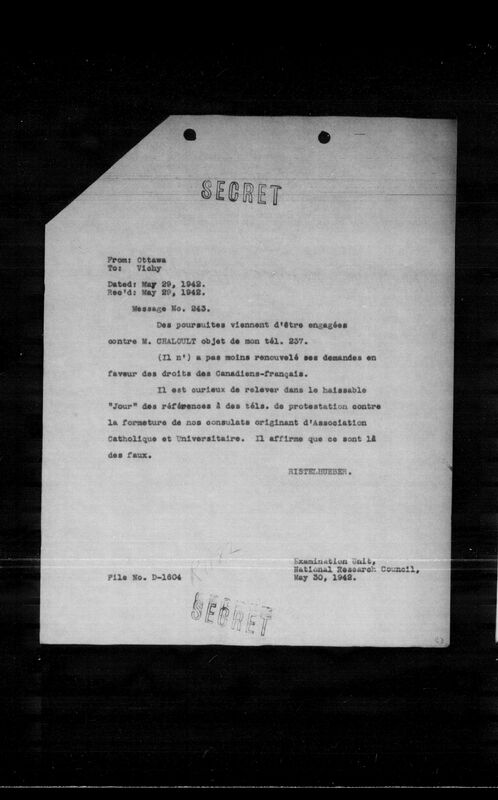 SECRET
From: Ottawa
To: Vichy
Dated: May 29, 1942.
Rec'd: May 29, 1942.
Message No. 243.
Des poursuites viennent d'être engagées
contre M. CHALOULT objet de mon tél. 237.
(Il n') a pas moins renouvelé ses demandes en
faveur des droits des Canadiens-français.
Il est curieux de relever dans le haissable
"Jour" des références à des téls. de protestation contre
la fermeture de nos consulats originant d'Association
Catholique et Universitaire. Il affirme que ce sont là
des faux.
RISTELHUEBER.
Examination Unit,
National Research Council,
File No. D-1604
May 30, 1942.
SECRET